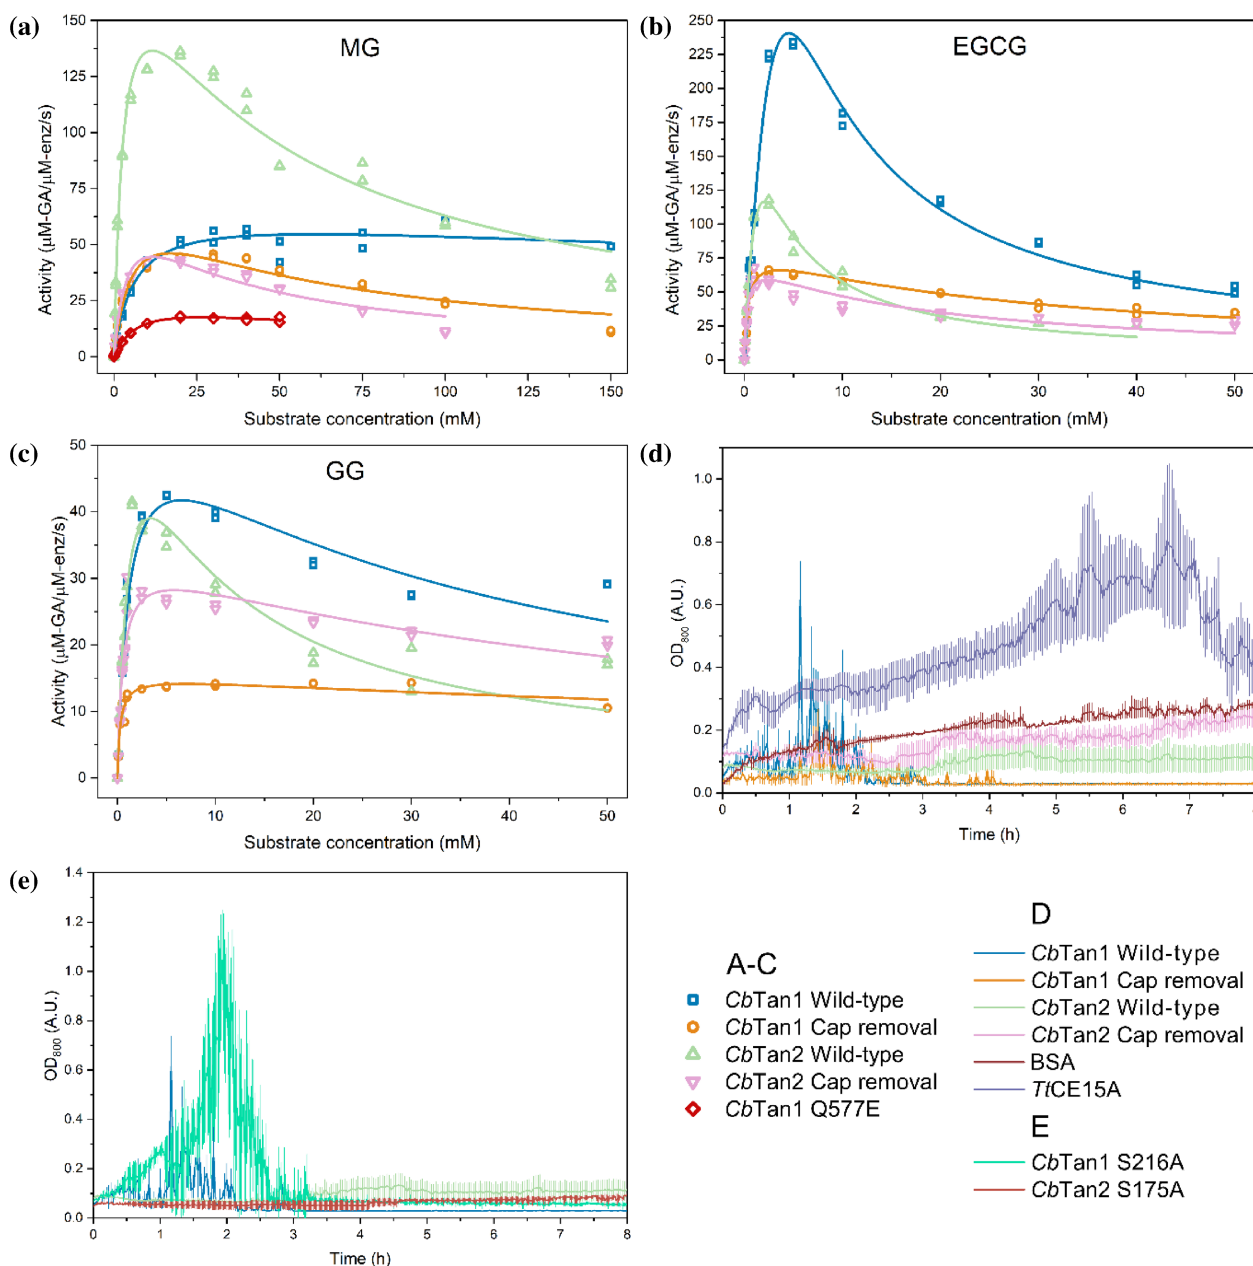 (a)
MG
Activity (μM-GA/μM-enz/s)
150
125
100
75
50
25
0
0 25 50 75 100 125 150
Substrate concentration (mM)
(b)
EGCG
Activity (μM-GA/μM-enz/s)
250
225
200
175
150
125
100
75
50
25
0
0 10 20 30 40 50
Substrate concentration (mM)
(c)
GG
Activity (μM-GA/μM-enz/s)
50
40
30
20
10
0
0 10 20 30 40 50
Substrate concentration (mM)
(d)
OD800 (A.U.)
1.0
0.8
0.6
0.4
0.2
0.0
0 1 2 3 4 5 6 7
Time (h)
(e)
OD800 (A.U.)
1.4
1.2
1.0
0.8
0.6
0.4
0.2
0.0
0 1 2 3 4 5 6 7 8
Time (h)
A-C
CbTan1 Wild-type
CbTan1 Cap removal
CbTan2 Wild-type
CbTan2 Cap removal
CbTan1 Q577E
D
CbTan1 Wild-type
CbTan1 Cap removal
CbTan2 Wild-type
CbTan2 Cap removal
BSA
TtCE15A
E
CbTan1 S216A
CbTan2 S175A